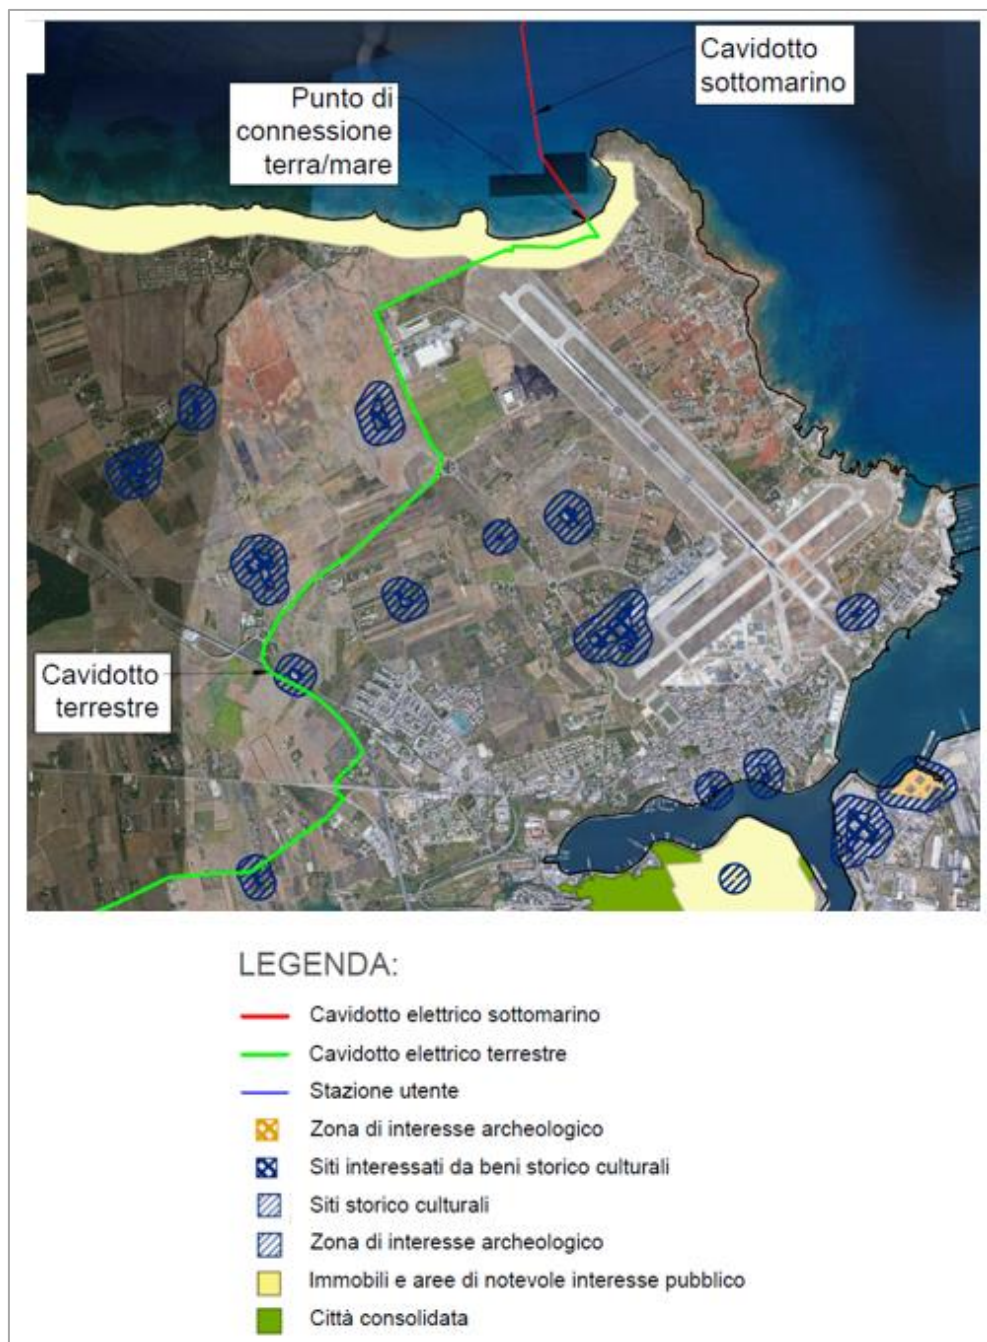 Cavidotto
sottomarino
Punto di
connessione
terra/mare
Cavidotto
terrestre
LEGENDA:
Cavidotto elettrico sottomarino
Cavidotto elettrico terrestre
Stazione utente
Zona di interesse archeologico
Siti interessati da beni storico culturali
Siti storico culturali
Zona di interesse archeologico
Immobili e aree di notevole interesse pubblico
Città consolidata